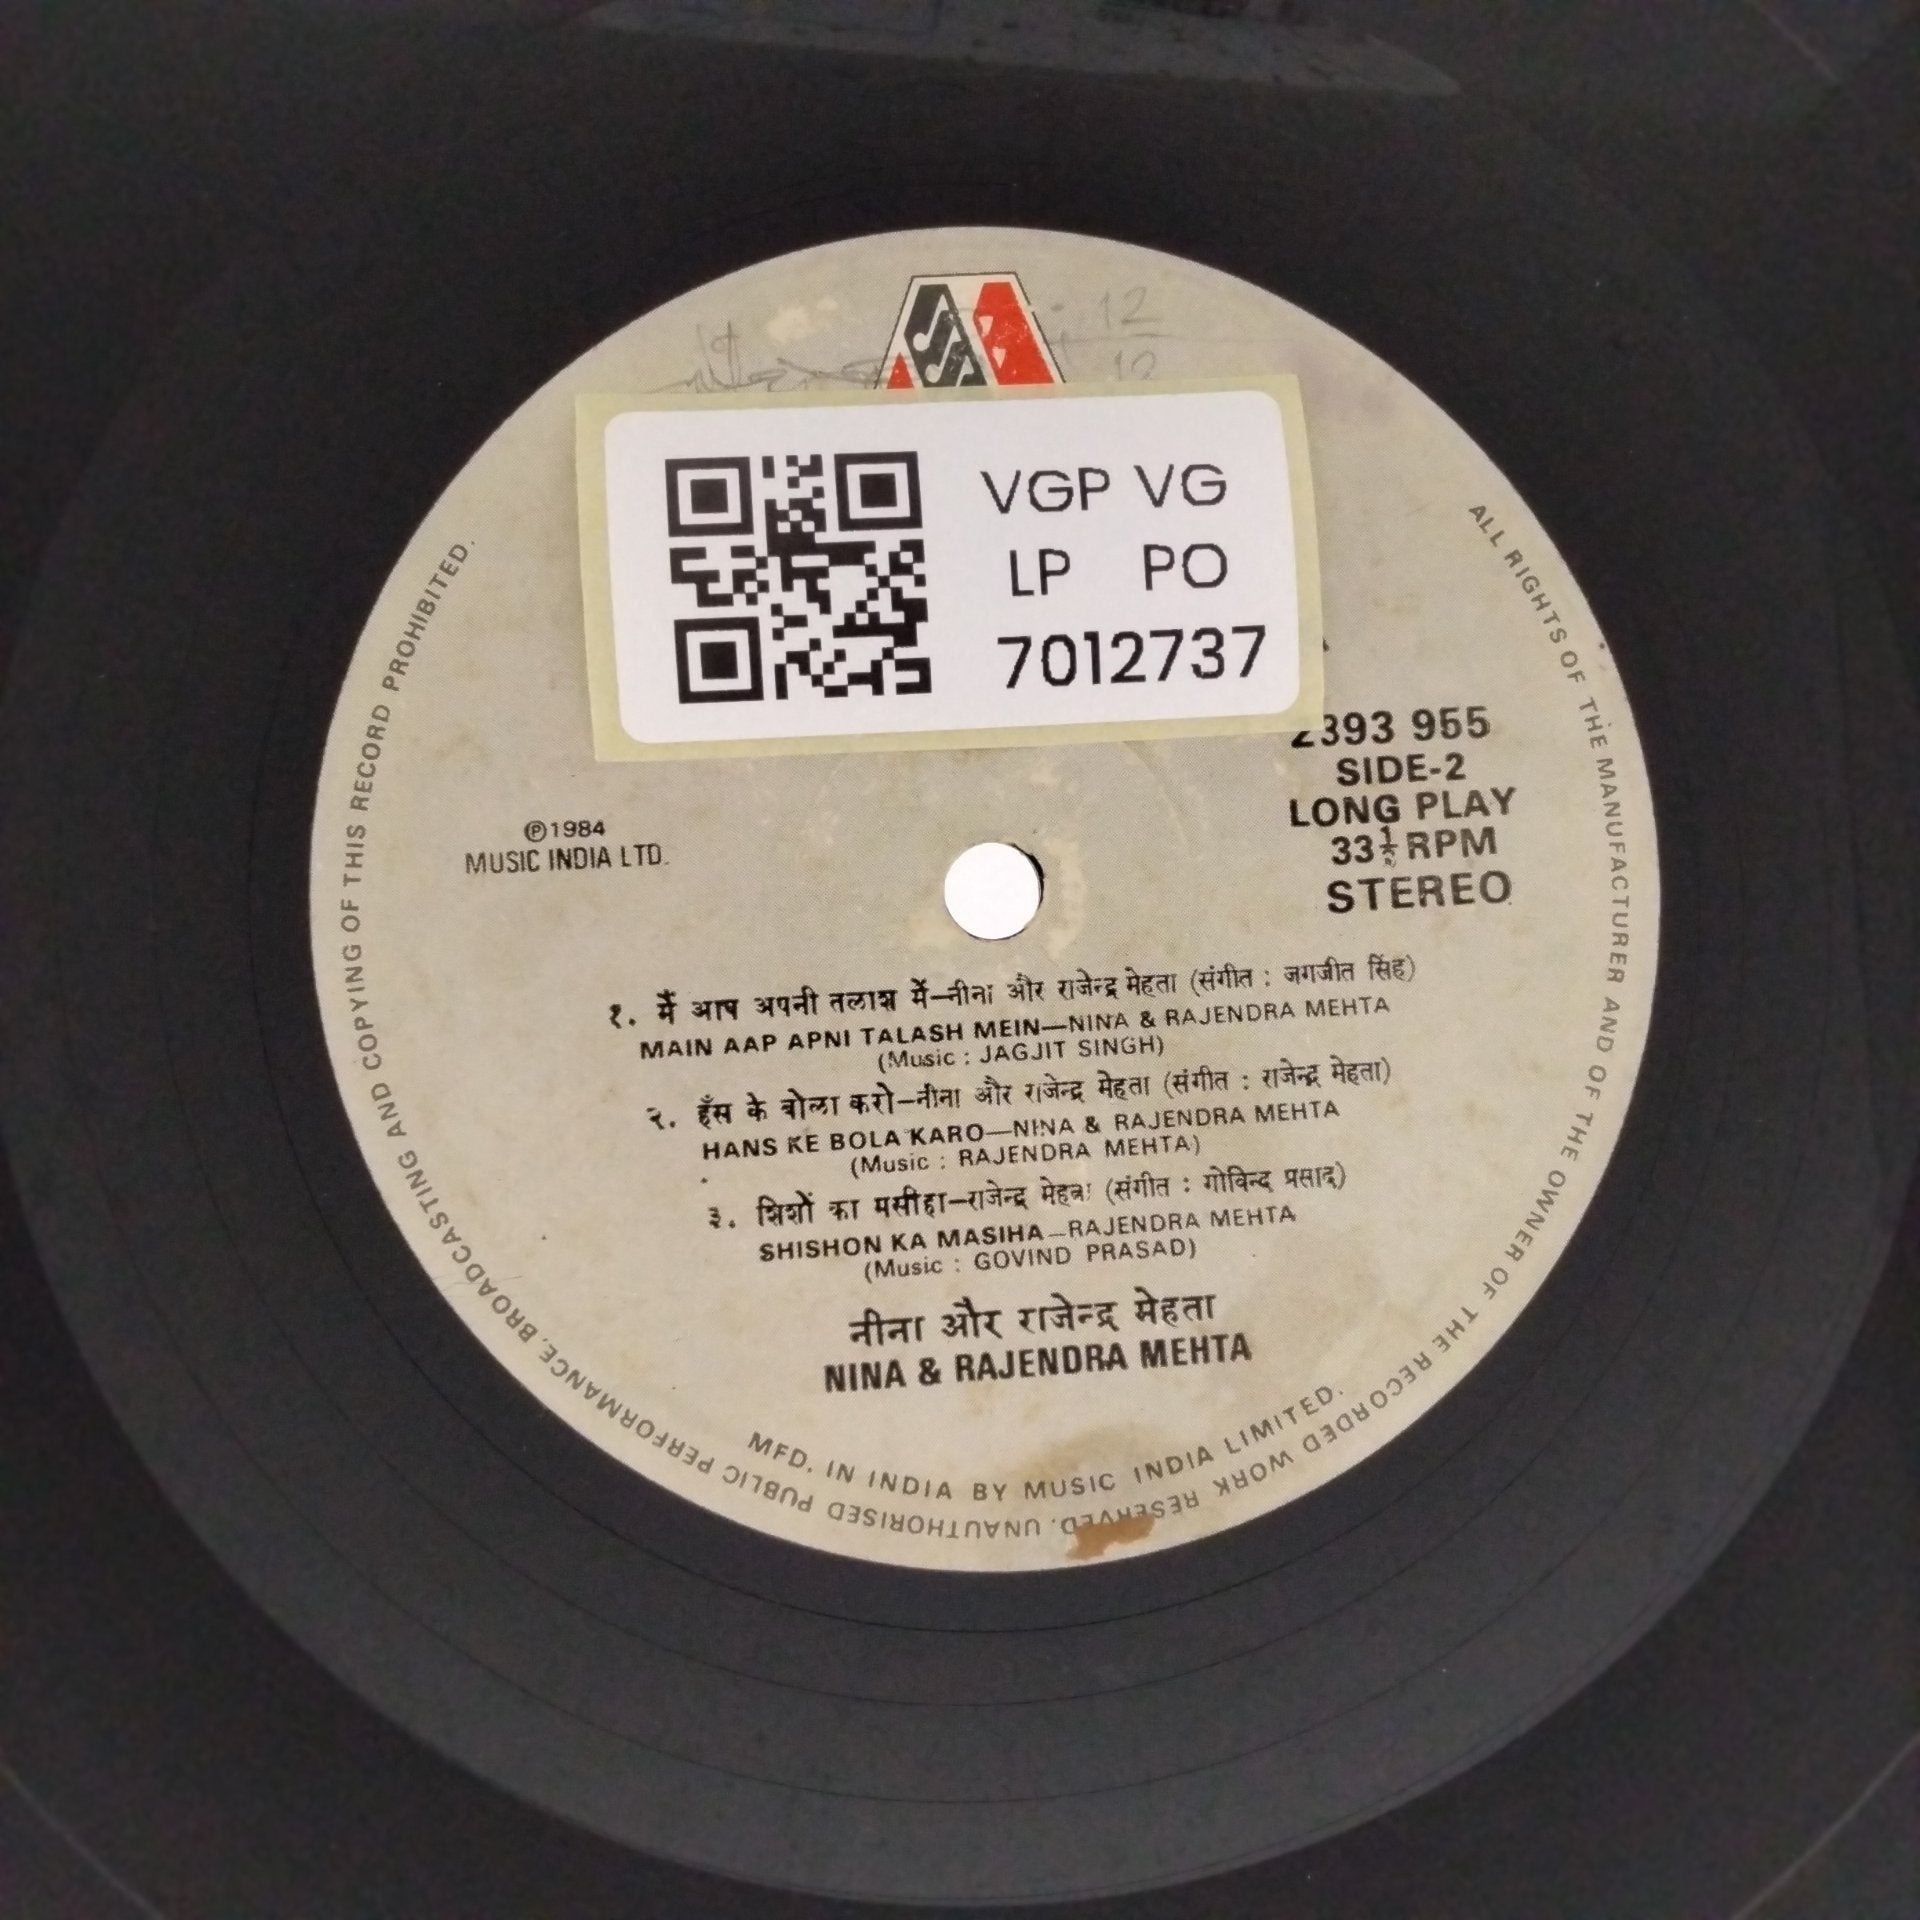 12
12
VGP VG
LP PO
7012737
2393 955
SIDE-2
LONG PLAY
33⅓ RPM
STEREO
℗1984
MUSIC INDIA LTD.
१. मैं आप अपनी तलाश में—नीना और राजेन्द्र मेहता (संगीत : जगजीत सिंह)
MAIN AAP APNI TALASH MEIN—NINA & RAJENDRA MEHTA
(Music : JAGJIT SINGH)
२. हँस के बोला करो—नीना और राजेन्द्र मेहता (संगीत : राजेन्द्र मेहता)
HANS KE BOLA KARO—NINA & RAJENDRA MEHTA
(Music : RAJENDRA MEHTA)
३. शिशों का मसीहा—राजेन्द्र मेहता (संगीत : गोविन्द प्रसाद)
SHISHON KA MASIHA—RAJENDRA MEHTA
(Music : GOVIND PRASAD)
नीना और राजेन्द्र मेहता
NINA & RAJENDRA MEHTA
MFD. IN INDIA BY MUSIC INDIA LIMITED.
ALL RIGHTS OF THE MANUFACTURER AND OF THE OWNER OF THE RECORDED WORK RESERVED. UNAUTHORISED PUBLIC PERFORMANCE, BROADCASTING AND COPYING OF THIS RECORD PROHIBITED.